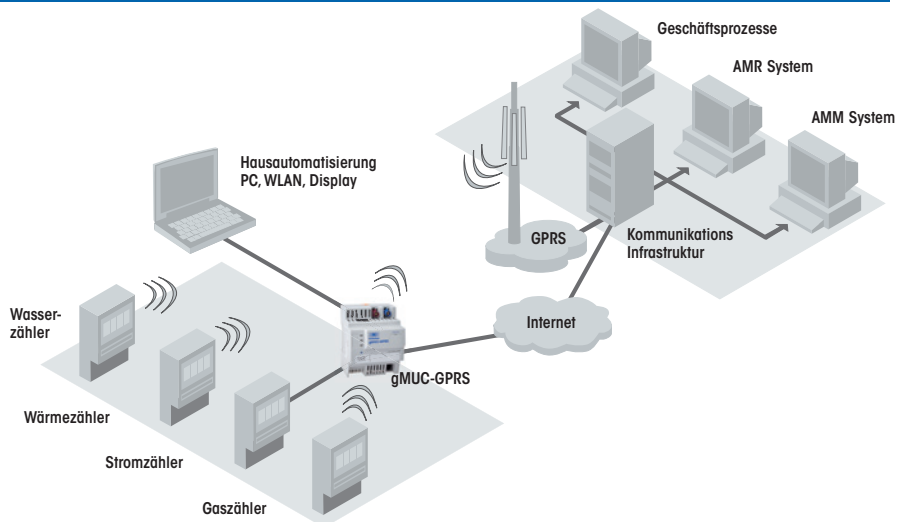 Geschäftsprozesse
AMR System
AMM System
Hausautomatisierung
PC, WLAN, Display
GPRS
Kommunikations
Infrastruktur
Wasser-
zähler
Internet
gMUC-GPRS
Wärmezähler
Stromzähler
Gaszähler